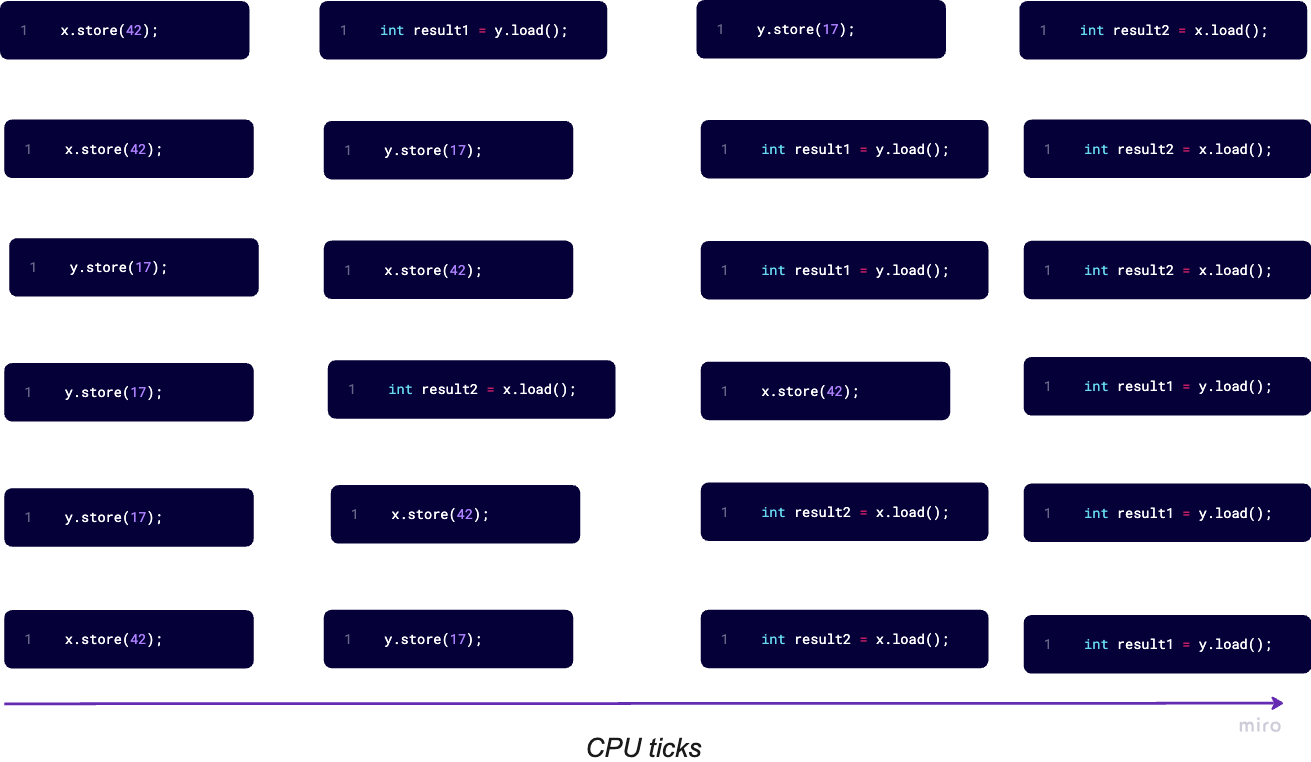 1 x.store(42); 1 int result1 = y.load(); 1 y.store(17); 1 int result2 = x.load();
1 x.store(42); 1 y.store(17); 1 int result1 = y.load(); 1 int result2 = x.load();
1 y.store(17); 1 x.store(42); 1 int result1 = y.load(); 1 int result2 = x.load();
1 y.store(17); 1 int result2 = x.load(); 1 x.store(42); 1 int result1 = y.load();
1 y.store(17); 1 x.store(42); 1 int result2 = x.load(); 1 int result1 = y.load();
1 x.store(42); 1 y.store(17); 1 int result2 = x.load(); 1 int result1 = y.load();
miro
CPU ticks